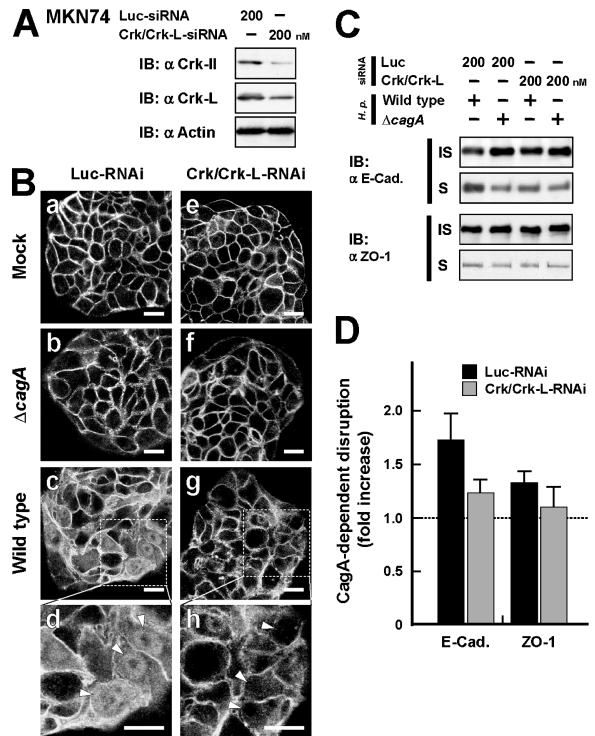 A MKN74 Luc-siRNA 200 –
Crk/Crk-L-siRNA – 200 nM
IB: α Crk-II
IB: α Crk-L
IB: α Actin
B Luc-RNAi Crk/Crk-L-RNAi
Mock a e
ΔcagA b f
Wild type c g
d h
C
siRNA Luc 200 200 – –
Crk/Crk-L – – 200 200 nM
H. p. Wild type + – + –
ΔcagA – + – +
IB: α E-Cad. IS
S
IB: α ZO-1 IS
S
D
Luc-RNAi
Crk/Crk-L-RNAi
CagA-dependent disruption
(fold increase)
2.0
1.5
1.0
0.5
0
E-Cad. ZO-1